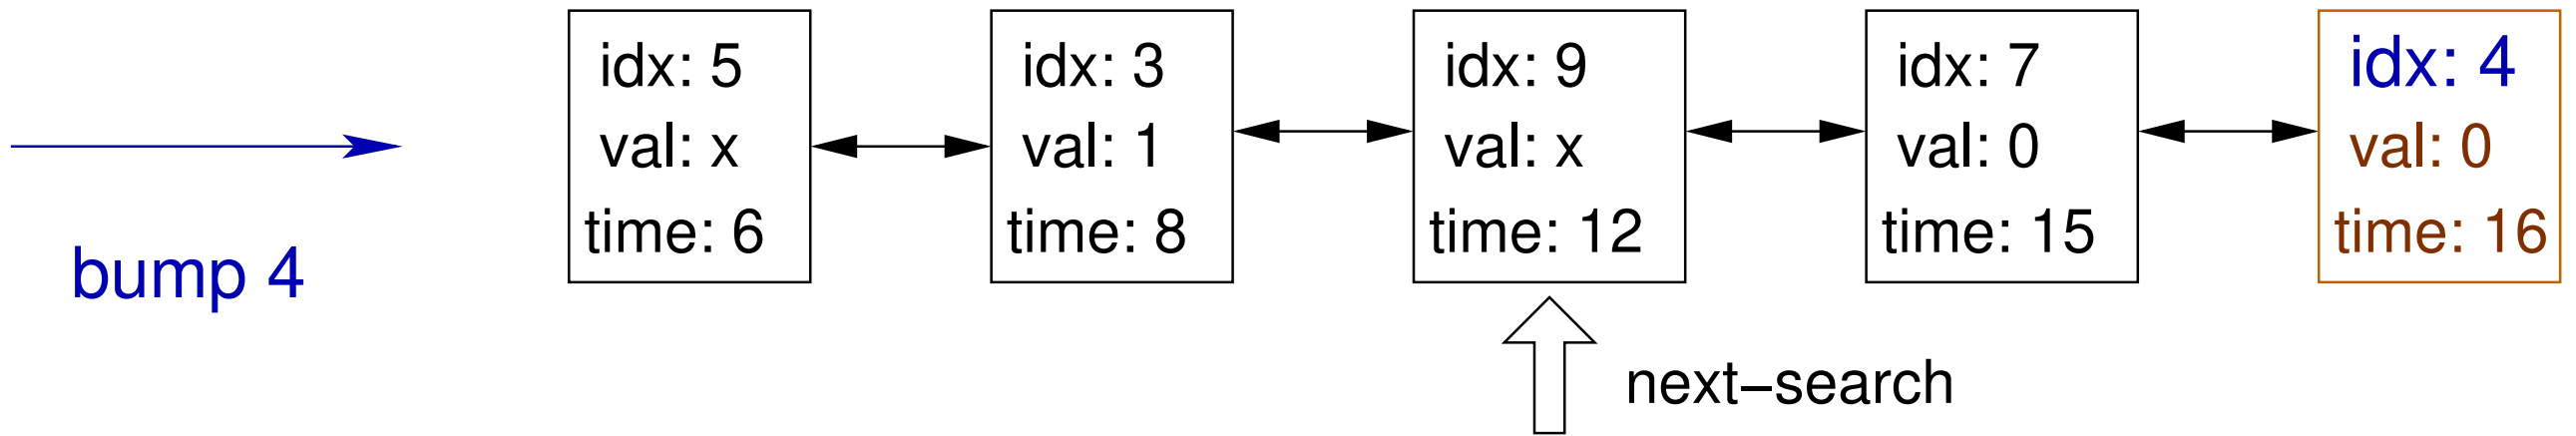 bump 4
idx: 5
val: x
time: 6
idx: 3
val: 1
time: 8
idx: 9
val: x
time: 12
idx: 7
val: 0
time: 15
idx: 4
val: 0
time: 16
next−search